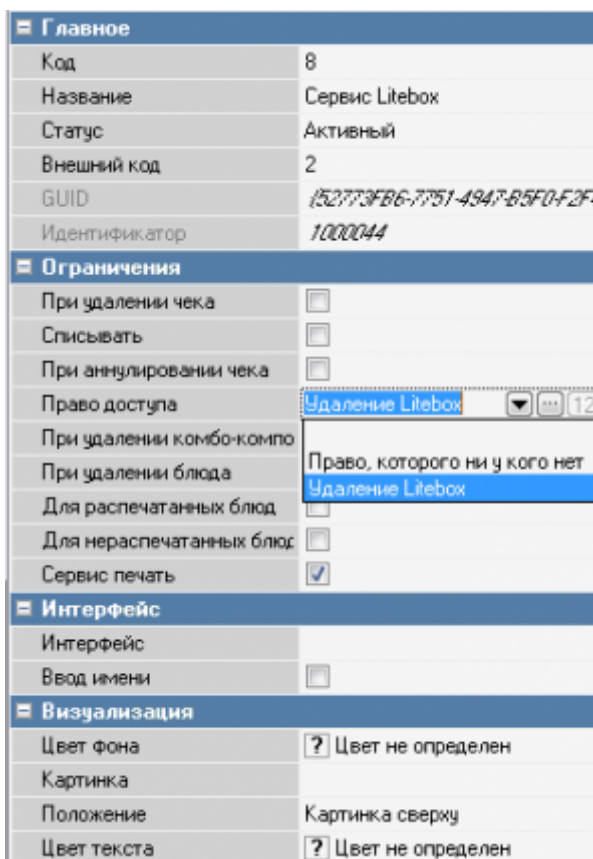 Главное
Код 8
Название Сервис Litebox
Статус Активный
Внешний код 2
GUID {52773FB6-7751-4947-B5F0-F2F
Идентификатор 1000044
Ограничения
При удалении чека
Списывать
При аннулировании чека
Право доступа Удаление Litebox ... 12
При удалении комбо-компо
Право, которого ни у кого нет
При удалении блюда
Удаление Litebox
Для распечатанных блюд
Для нераспечатанных блюд
Сервис печать
Интерфейс
Интерфейс
Ввод имени
Визуализация
Цвет фона ? Цвет не определен
Картинка
Положение Картинка сверху
Цвет текста ? Цвет не определен